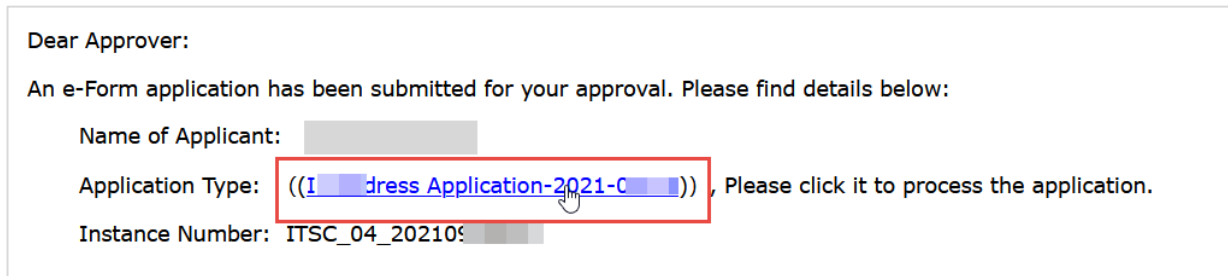 Dear Approver:
An e-Form application has been submitted for your approval. Please find details below:
Name of Applicant:
Application Type: ((I dress Application-2021-0 )) , Please click it to process the application.
Instance Number: ITSC_04_202109